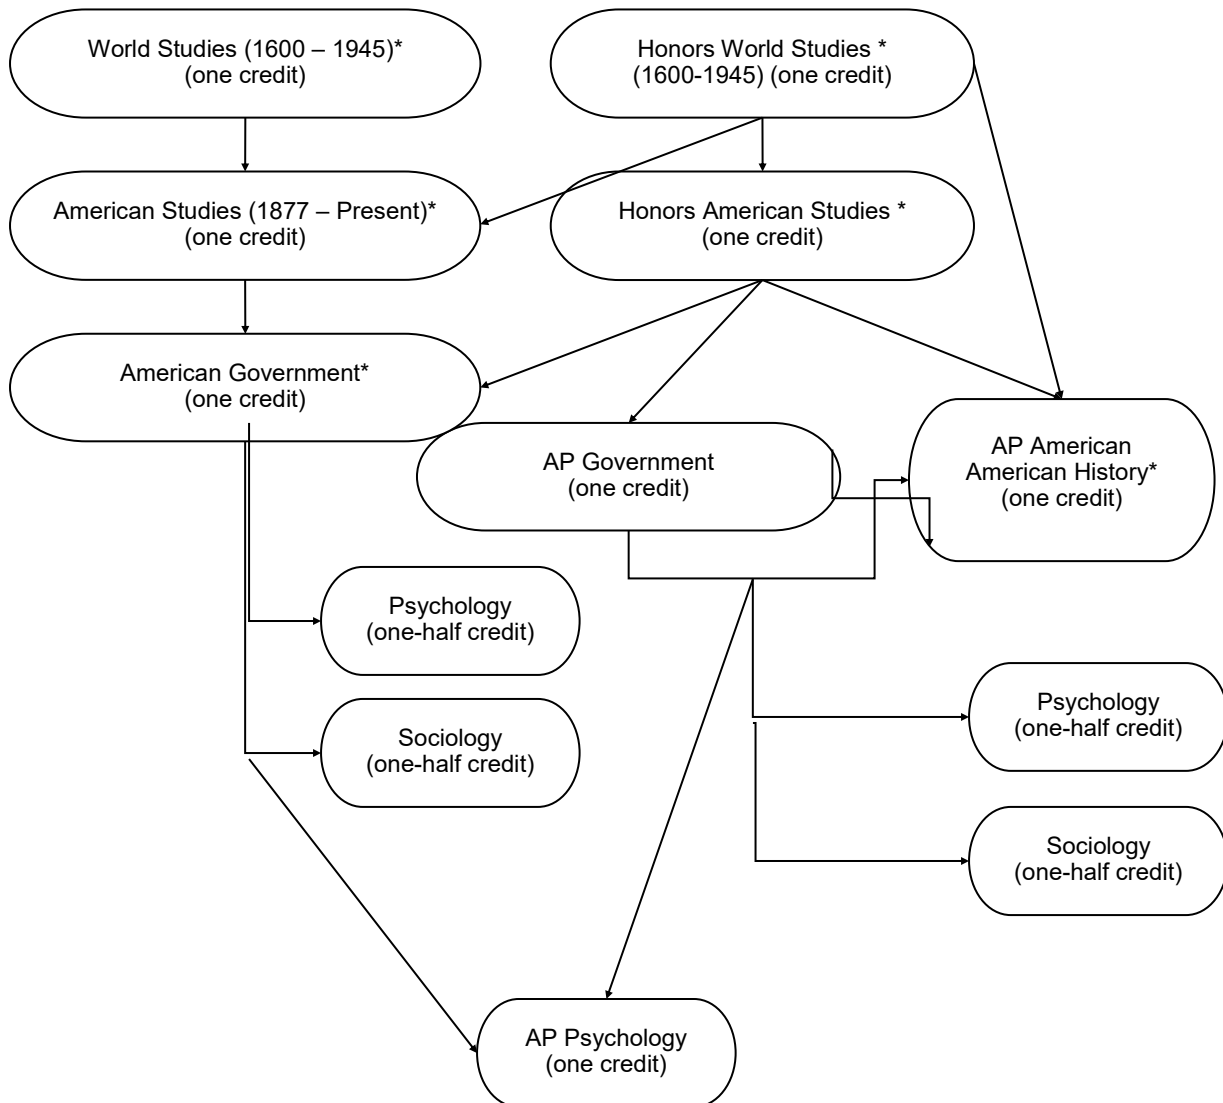 World Studies (1600 – 1945)*
(one credit)
Honors World Studies *
(1600-1945) (one credit)
American Studies (1877 – Present)*
(one credit)
Honors American Studies *
(one credit)
American Government*
(one credit)
AP Government
(one credit)
AP American
American History*
(one credit)
Psychology
(one-half credit)
Sociology
(one-half credit)
Psychology
(one-half credit)
Sociology
(one-half credit)
AP Psychology
(one credit)